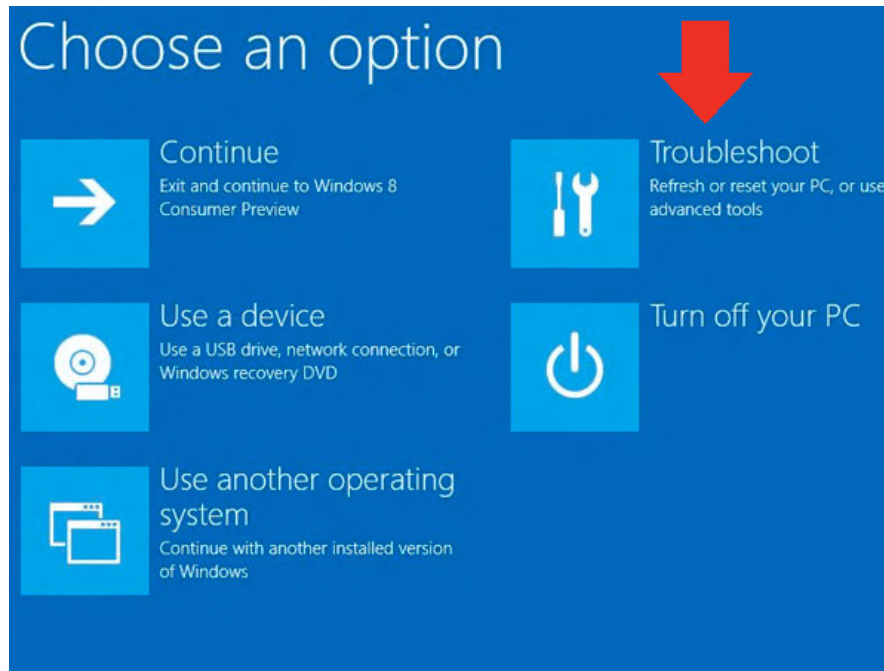 Choose an option
Continue
Exit and continue to Windows 8
Consumer Preview
Use a device
Use a USB drive, network connection, or
Windows recovery DVD
Use another operating
system
Continue with another installed version
of Windows
Troubleshoot
Refresh or reset your PC, or use
advanced tools
Turn off your PC